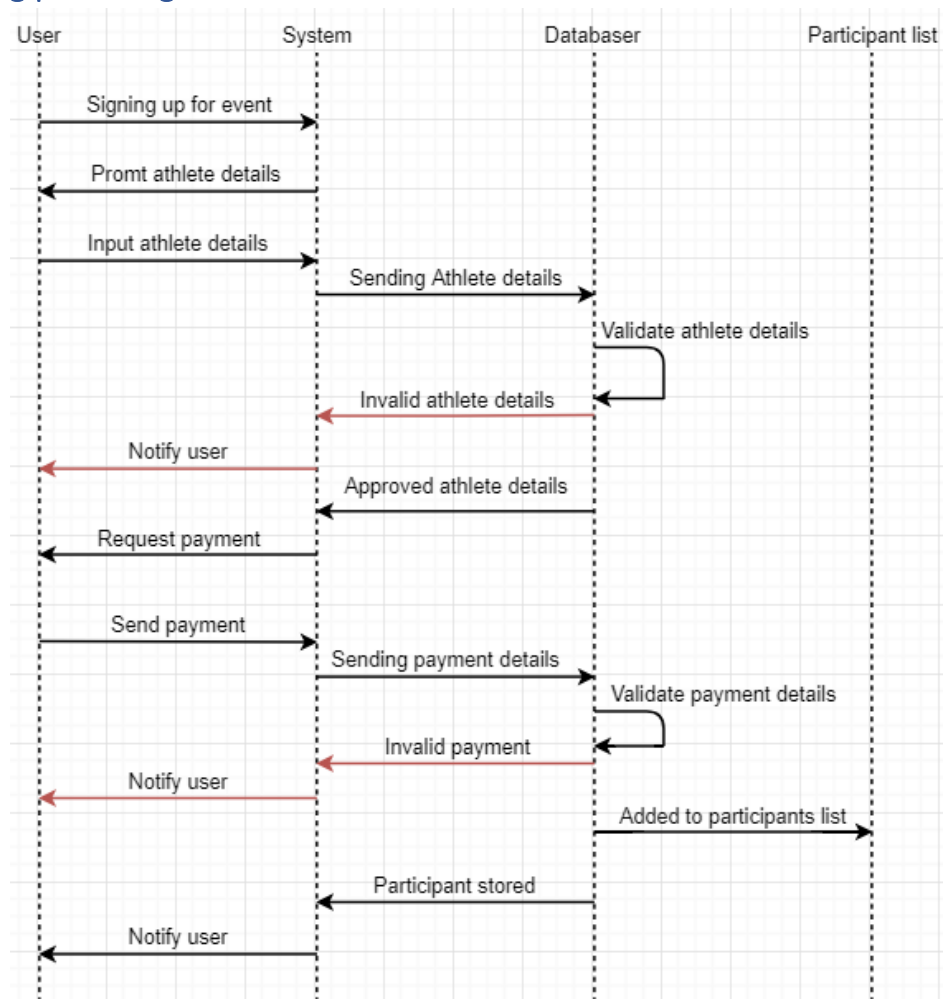 User System Databaser Participant list
Signing up for event
Promt athlete details
Input athlete details
Sending Athlete details
Validate athlete details
Invalid athlete details
Notify user
Approved athlete details
Request payment
Send payment
Sending payment details
Validate payment details
Invalid payment
Notify user
Added to participants list
Participant stored
Notify user